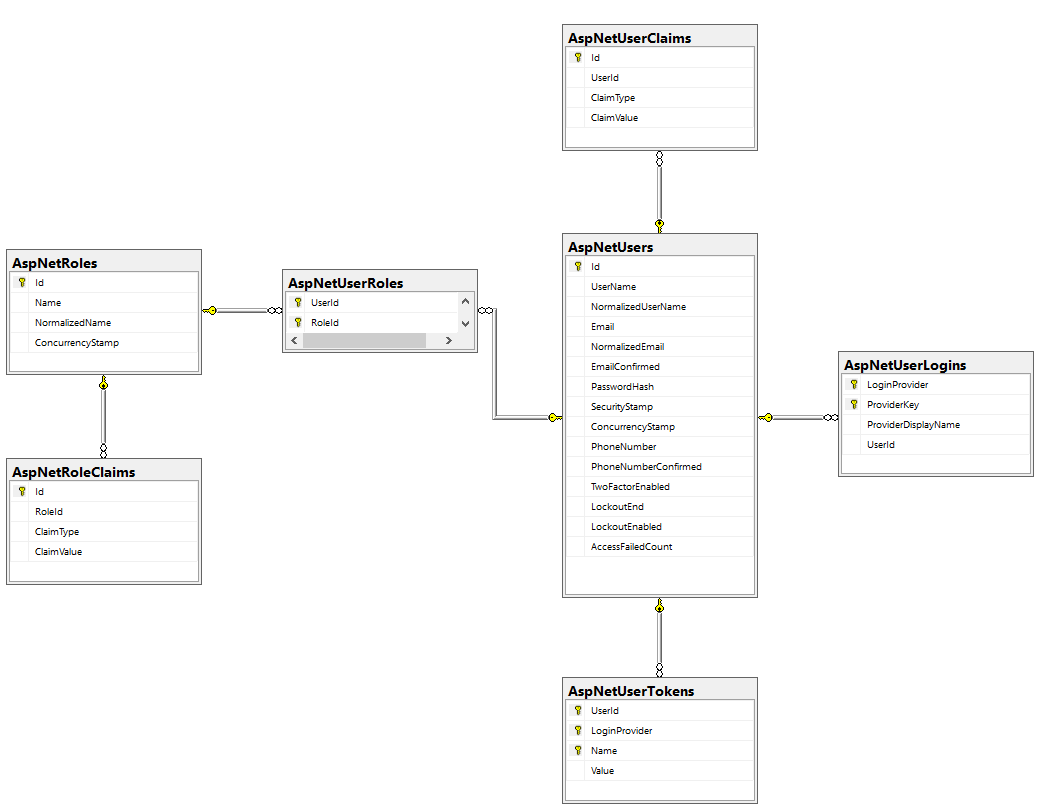 AspNetUserClaims
Id
UserId
ClaimType
ClaimValue
AspNetRoles
Id
Name
NormalizedName
ConcurrencyStamp
AspNetUserRoles
UserId
RoleId
AspNetUsers
Id
UserName
NormalizedUserName
Email
NormalizedEmail
EmailConfirmed
PasswordHash
SecurityStamp
ConcurrencyStamp
PhoneNumber
PhoneNumberConfirmed
TwoFactorEnabled
LockoutEnd
LockoutEnabled
AccessFailedCount
AspNetUserLogins
LoginProvider
ProviderKey
ProviderDisplayName
UserId
AspNetRoleClaims
Id
RoleId
ClaimType
ClaimValue
AspNetUserTokens
UserId
LoginProvider
Name
Value